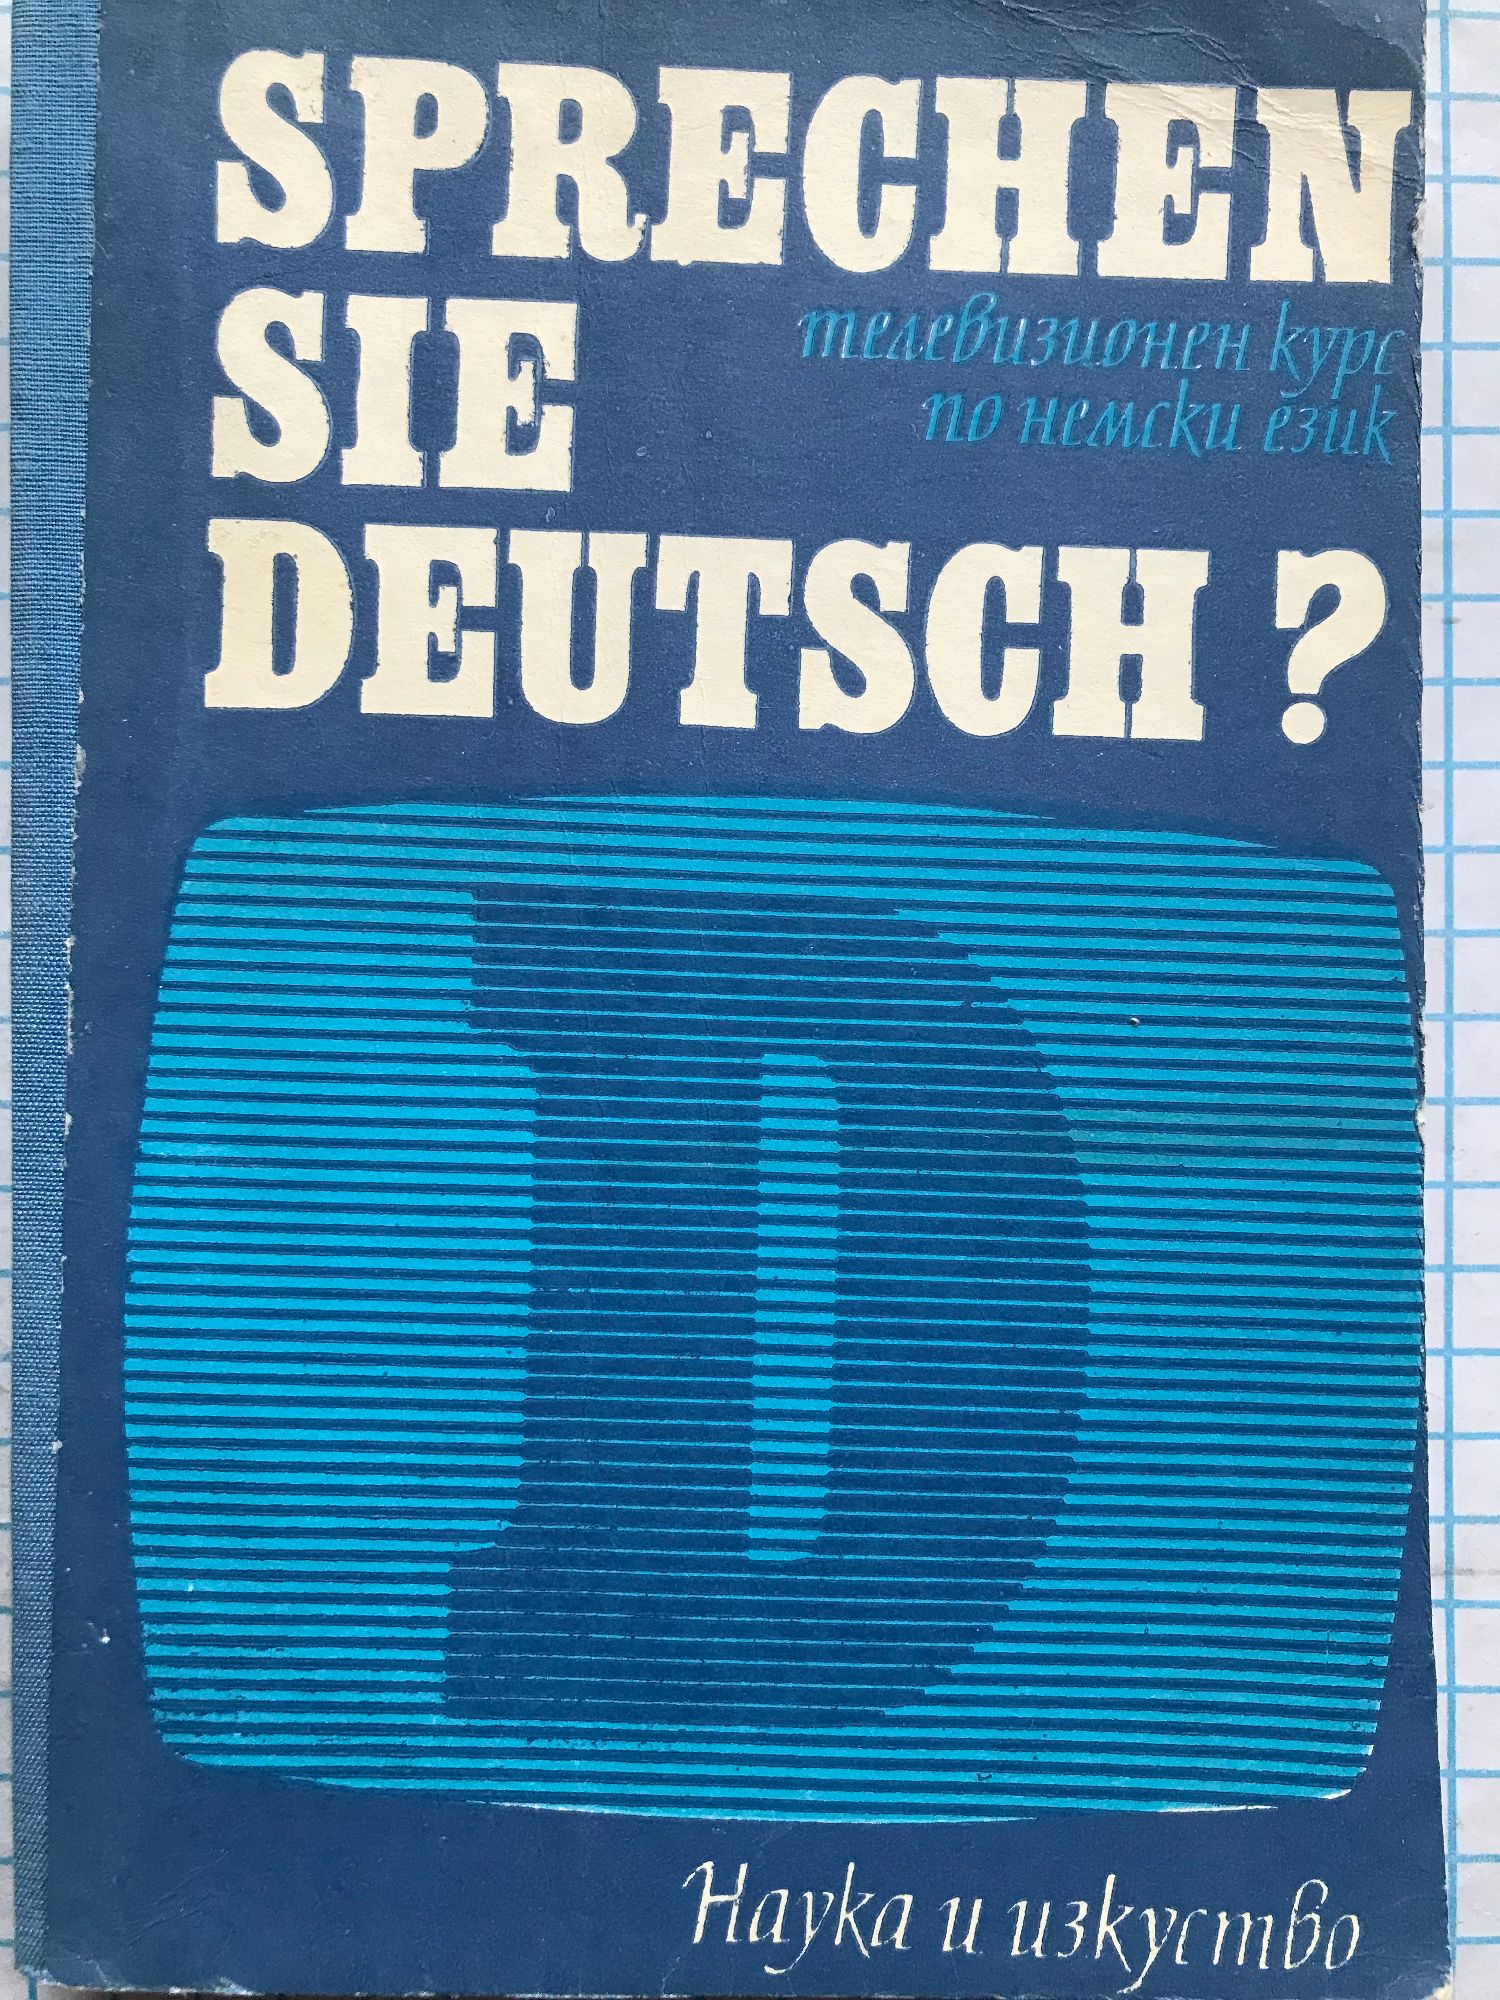 SPRECHEN
SIE
телевизионен курс
по немски език
DEUTSCH ?
D
Наука и изкуство